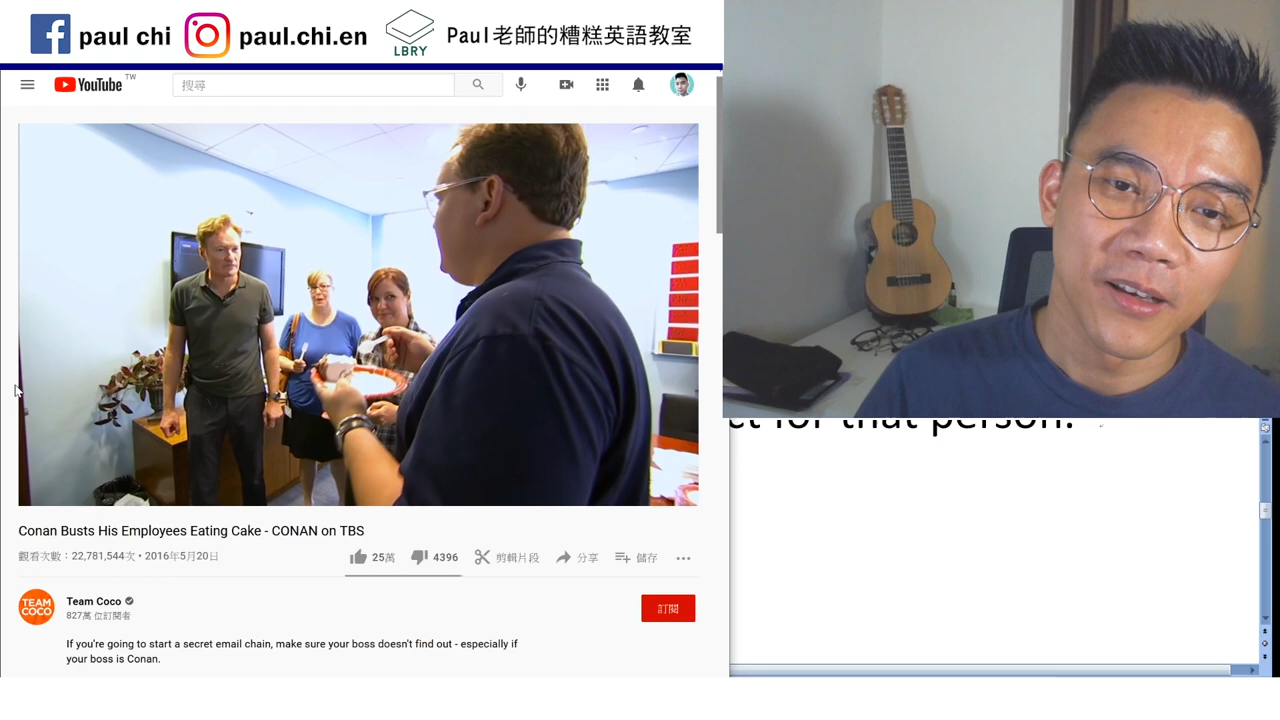 paul chi
paul.chi.en
LBRY
Paul老師的糟糕英語教室
YouTube TW
搜尋
Conan Busts His Employees Eating Cake - CONAN on TBS
觀看次數：22,781,544次 • 2016年5月20日
25萬
4396
剪輯片段
分享
儲存
TEAM COCO
Team Coco
827萬 位訂閱者
訂閱
If you're going to start a secret email chain, make sure your boss doesn't find out - especially if
your boss is Conan.
for that person.